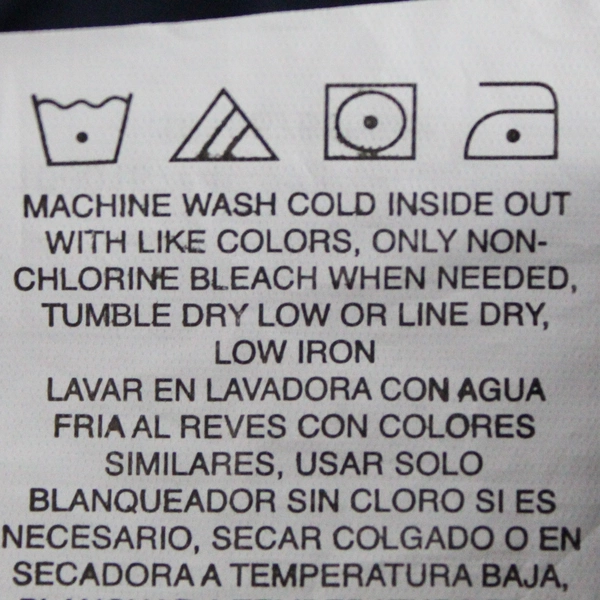 MACHINE WASH COLD INSIDE OUT
WITH LIKE COLORS, ONLY NON-
CHLORINE BLEACH WHEN NEEDED,
TUMBLE DRY LOW OR LINE DRY,
LOW IRON
LAVAR EN LAVADORA CON AGUA
FRIA AL REVES CON COLORES
SIMILARES, USAR SOLO
BLANQUEADOR SIN CLORO SI ES
NECESARIO, SECAR COLGADO O EN
SECADORA A TEMPERATURA BAJA,